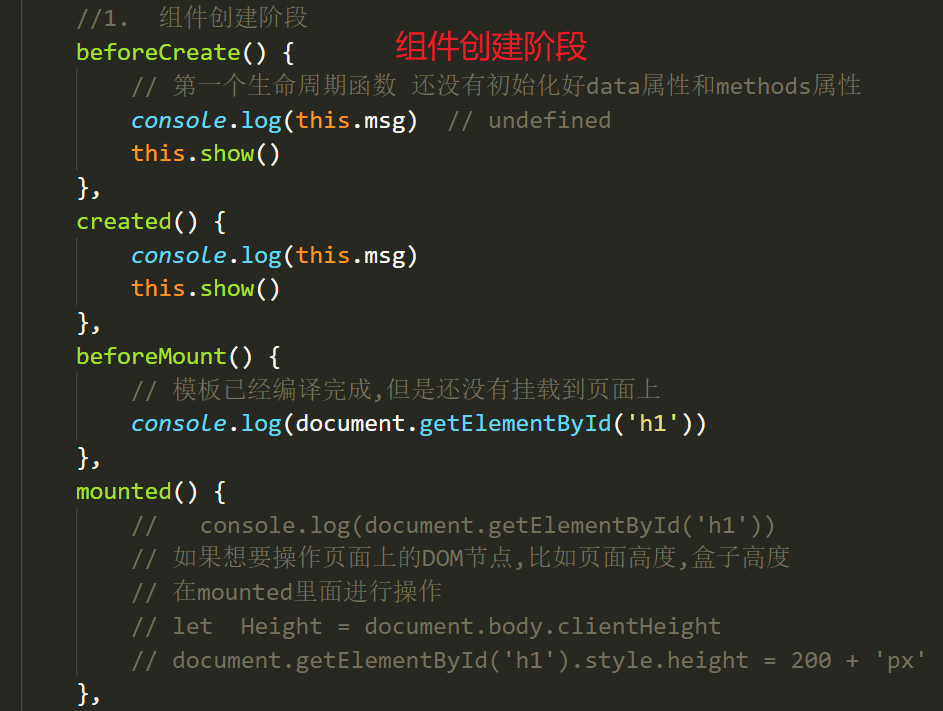 //1.  组件创建阶段
beforeCreate() {
组件创建阶段
// 第一个生命周期函数 还没有初始化好data属性和methods属性
console.log(this.msg)  // undefined
this.show()
},
created() {
console.log(this.msg)
this.show()
},
beforeMount() {
// 模板已经编译完成,但是还没有挂载到页面上
console.log(document.getElementById('h1'))
},
mounted() {
//   console.log(document.getElementById('h1'))
// 如果想要操作页面上的DOM节点,比如页面高度,盒子高度
// 在mounted里面进行操作
// let  Height = document.body.clientHeight
// document.getElementById('h1').style.height = 200 + 'px'
},